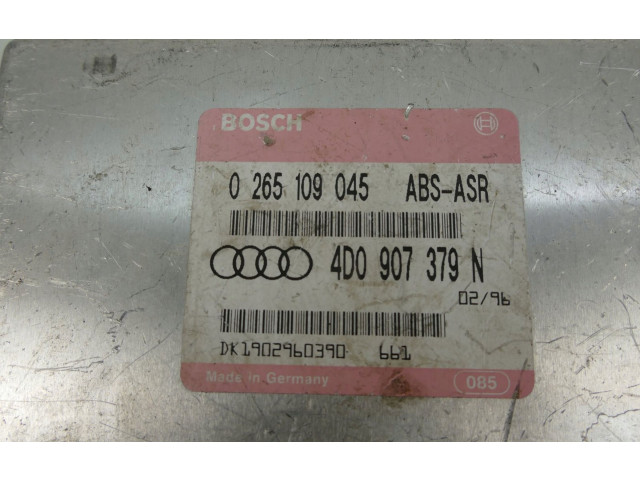 BOSCH
0 265 109 045 ABS-ASR
4D0 907 379 N
02/96
DK1902960390 661
Made in Germany 085